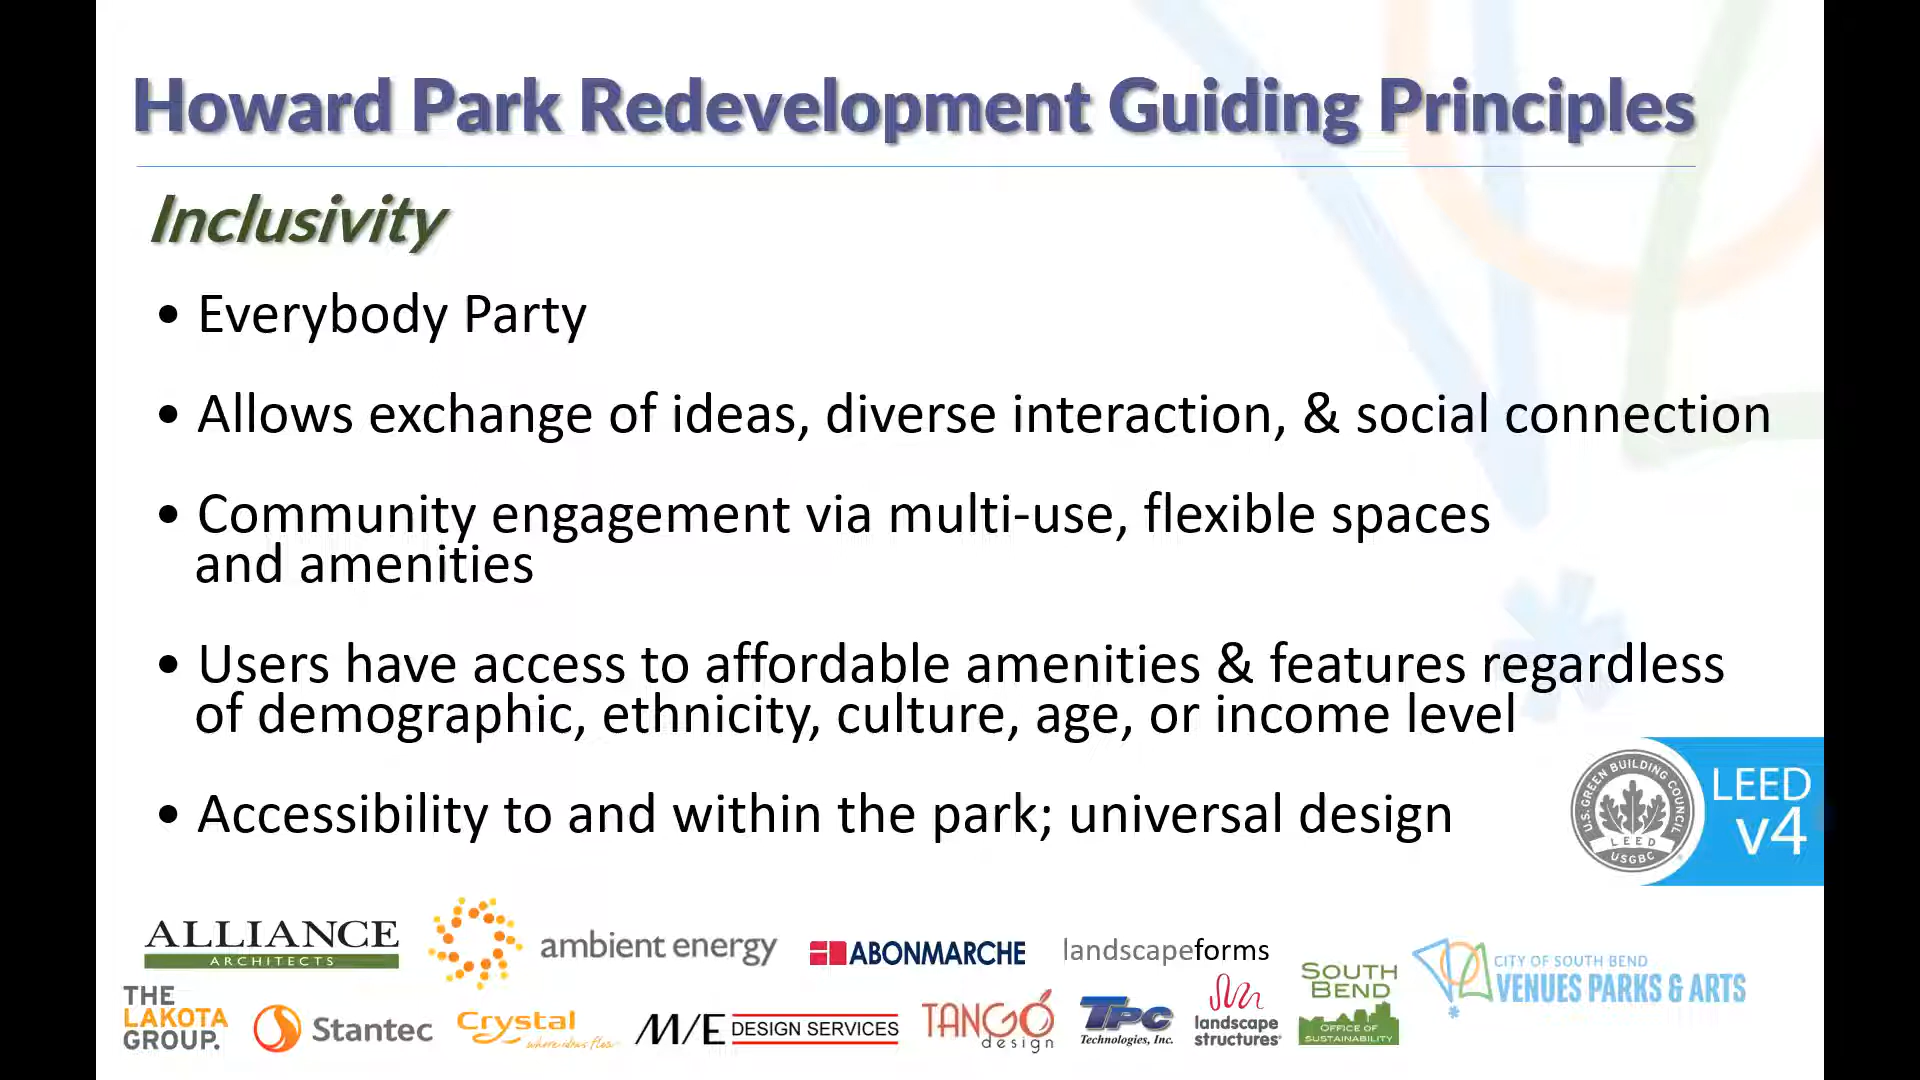 Howard Park Redevelopment Guiding Principles
Inclusivity
• Everybody Party
• Allows exchange of ideas, diverse interaction, & social connection
• Community engagement via multi-use, flexible spaces
and amenities
• Users have access to affordable amenities & features regardless
of demographic, ethnicity, culture, age, or income level
• Accessibility to and within the park; universal design
U.S. GREEN BUILDING COUNCIL
LEED
USGBC
LEED
v4
ALLIANCE
ARCHITECTS
ambient energy
ABONMARCHE
landscapeforms
SOUTH
BEND
OFFICE OF
SUSTAINABILITY
CITY OF SOUTH BEND
VENUES PARKS & ARTS
THE
LAKOTA
GROUP.
Stantec
Crystal
where ideas flow
M/E DESIGN SERVICES
TANGO
design
TPC
Technologies, Inc.
landscape
structures®